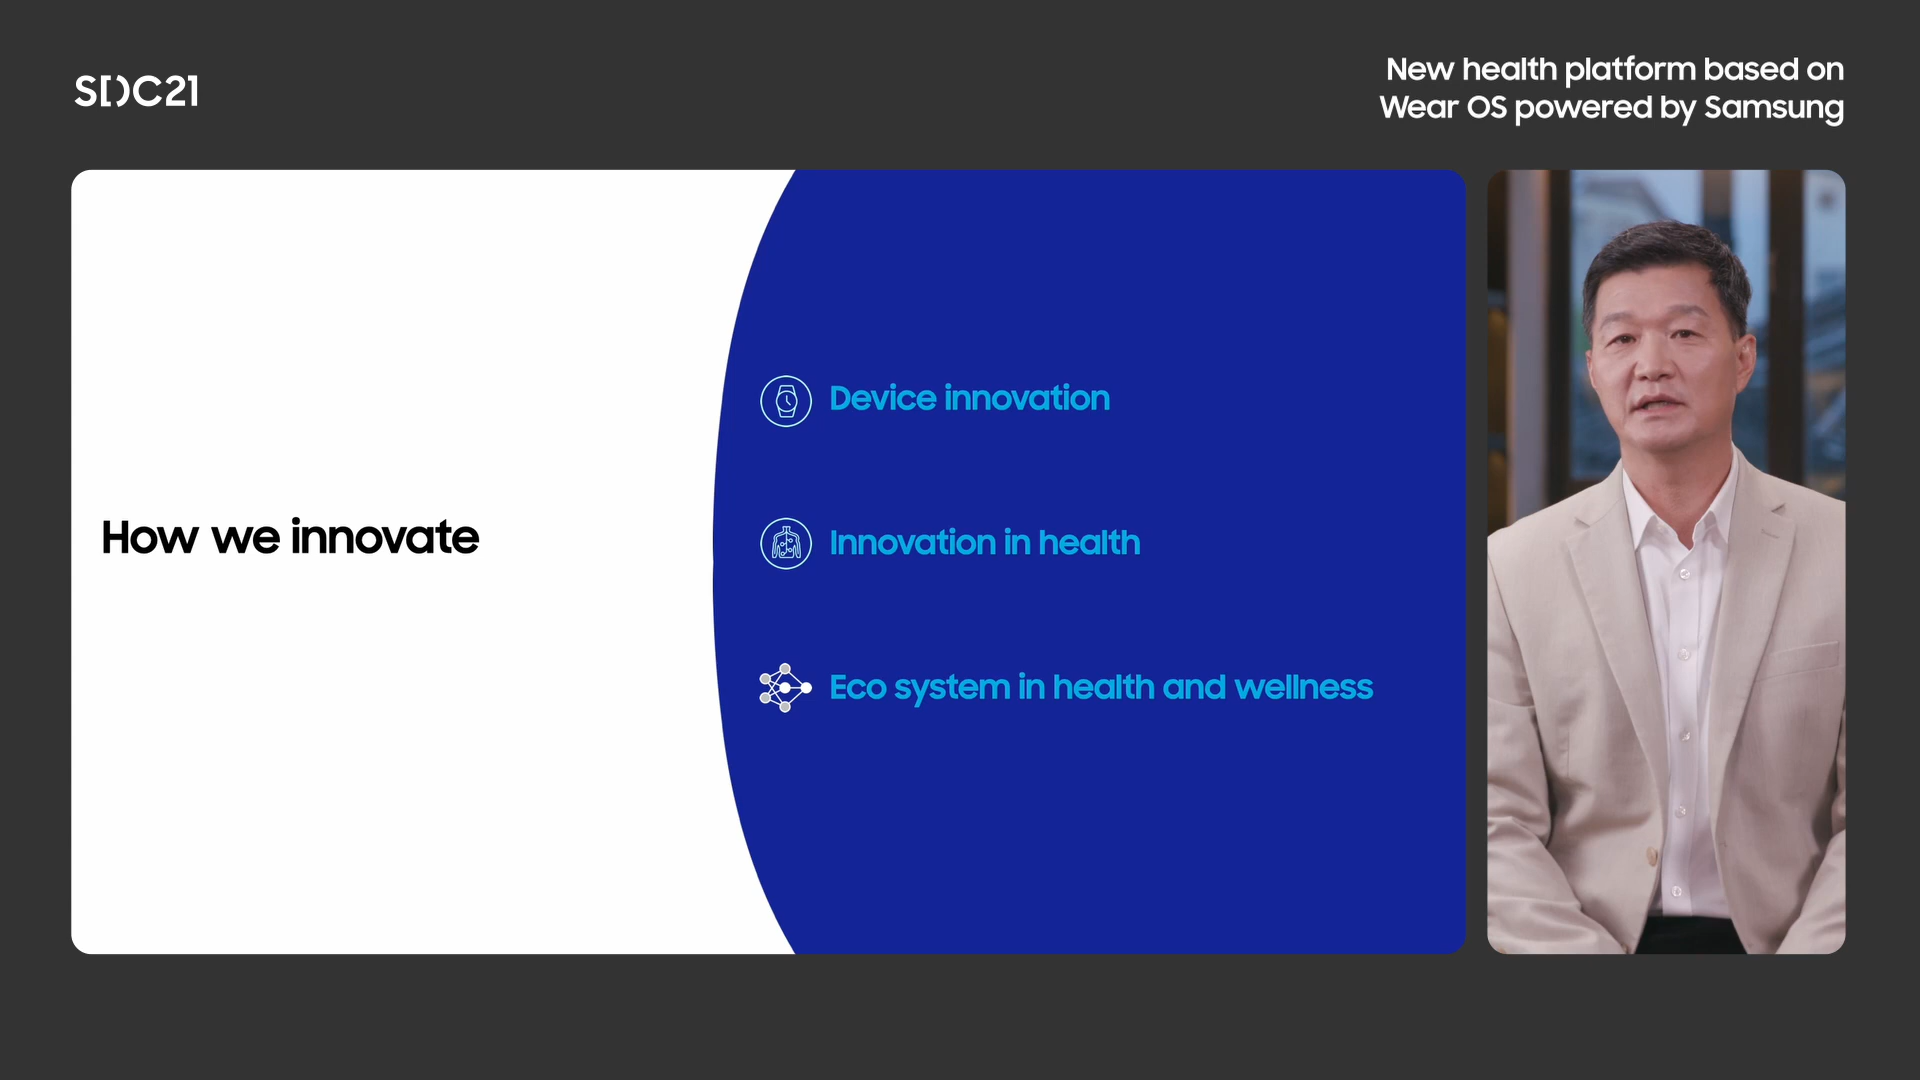 SDC21
New health platform based on
Wear OS powered by Samsung
How we innovate
Device innovation
Innovation in health
Eco system in health and wellness